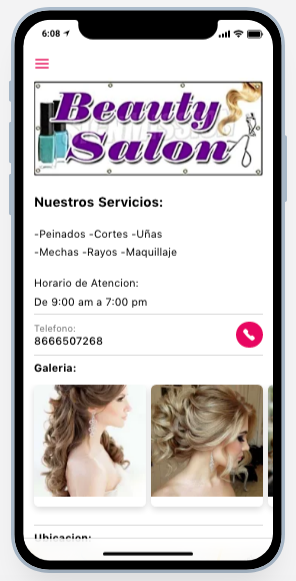 6:08
Beauty
Salon
Nuestros Servicios:
-Peinados -Cortes -Uñas
-Mechas -Rayos -Maquillaje
Horario de Atencion:
De 9:00 am a 7:00 pm
Telefono:
8666507268
Galeria:
Ubicacion: